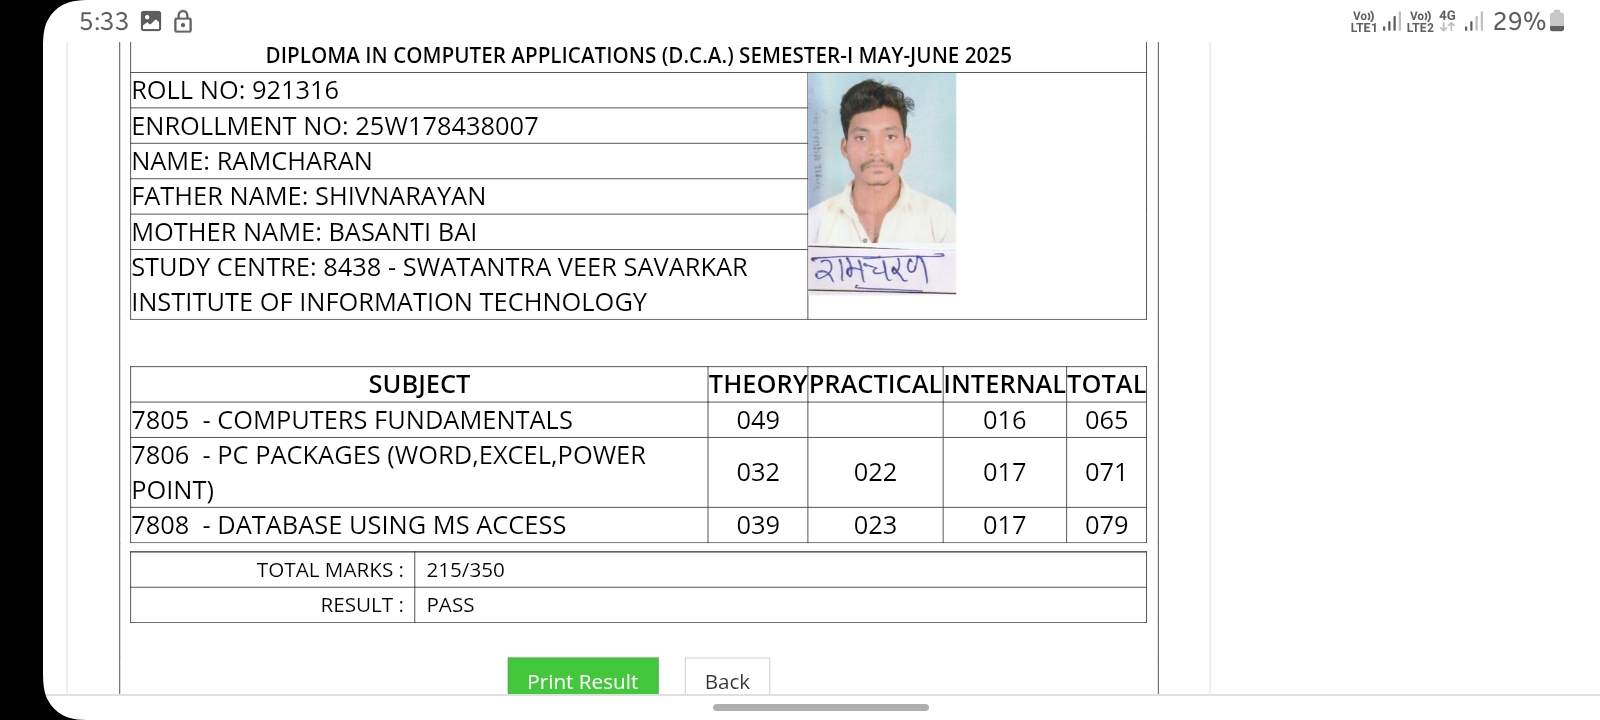 5:33 Vo)) LTE1 Vo)) LTE2 4G 29%
DIPLOMA IN COMPUTER APPLICATIONS (D.C.A.) SEMESTER-I MAY-JUNE 2025
ROLL NO: 921316
ENROLLMENT NO: 25W178438007
NAME: RAMCHARAN
FATHER NAME: SHIVNARAYAN
MOTHER NAME: BASANTI BAI
STUDY CENTRE: 8438 - SWATANTRA VEER SAVARKAR
INSTITUTE OF INFORMATION TECHNOLOGY
रामचरण
SUBJECT THEORY PRACTICAL INTERNAL TOTAL
7805 - COMPUTERS FUNDAMENTALS 049 016 065
7806 - PC PACKAGES (WORD,EXCEL,POWER
POINT) 032 022 017 071
7808 - DATABASE USING MS ACCESS 039 023 017 079
TOTAL MARKS : 215/350
RESULT : PASS
Print Result Back